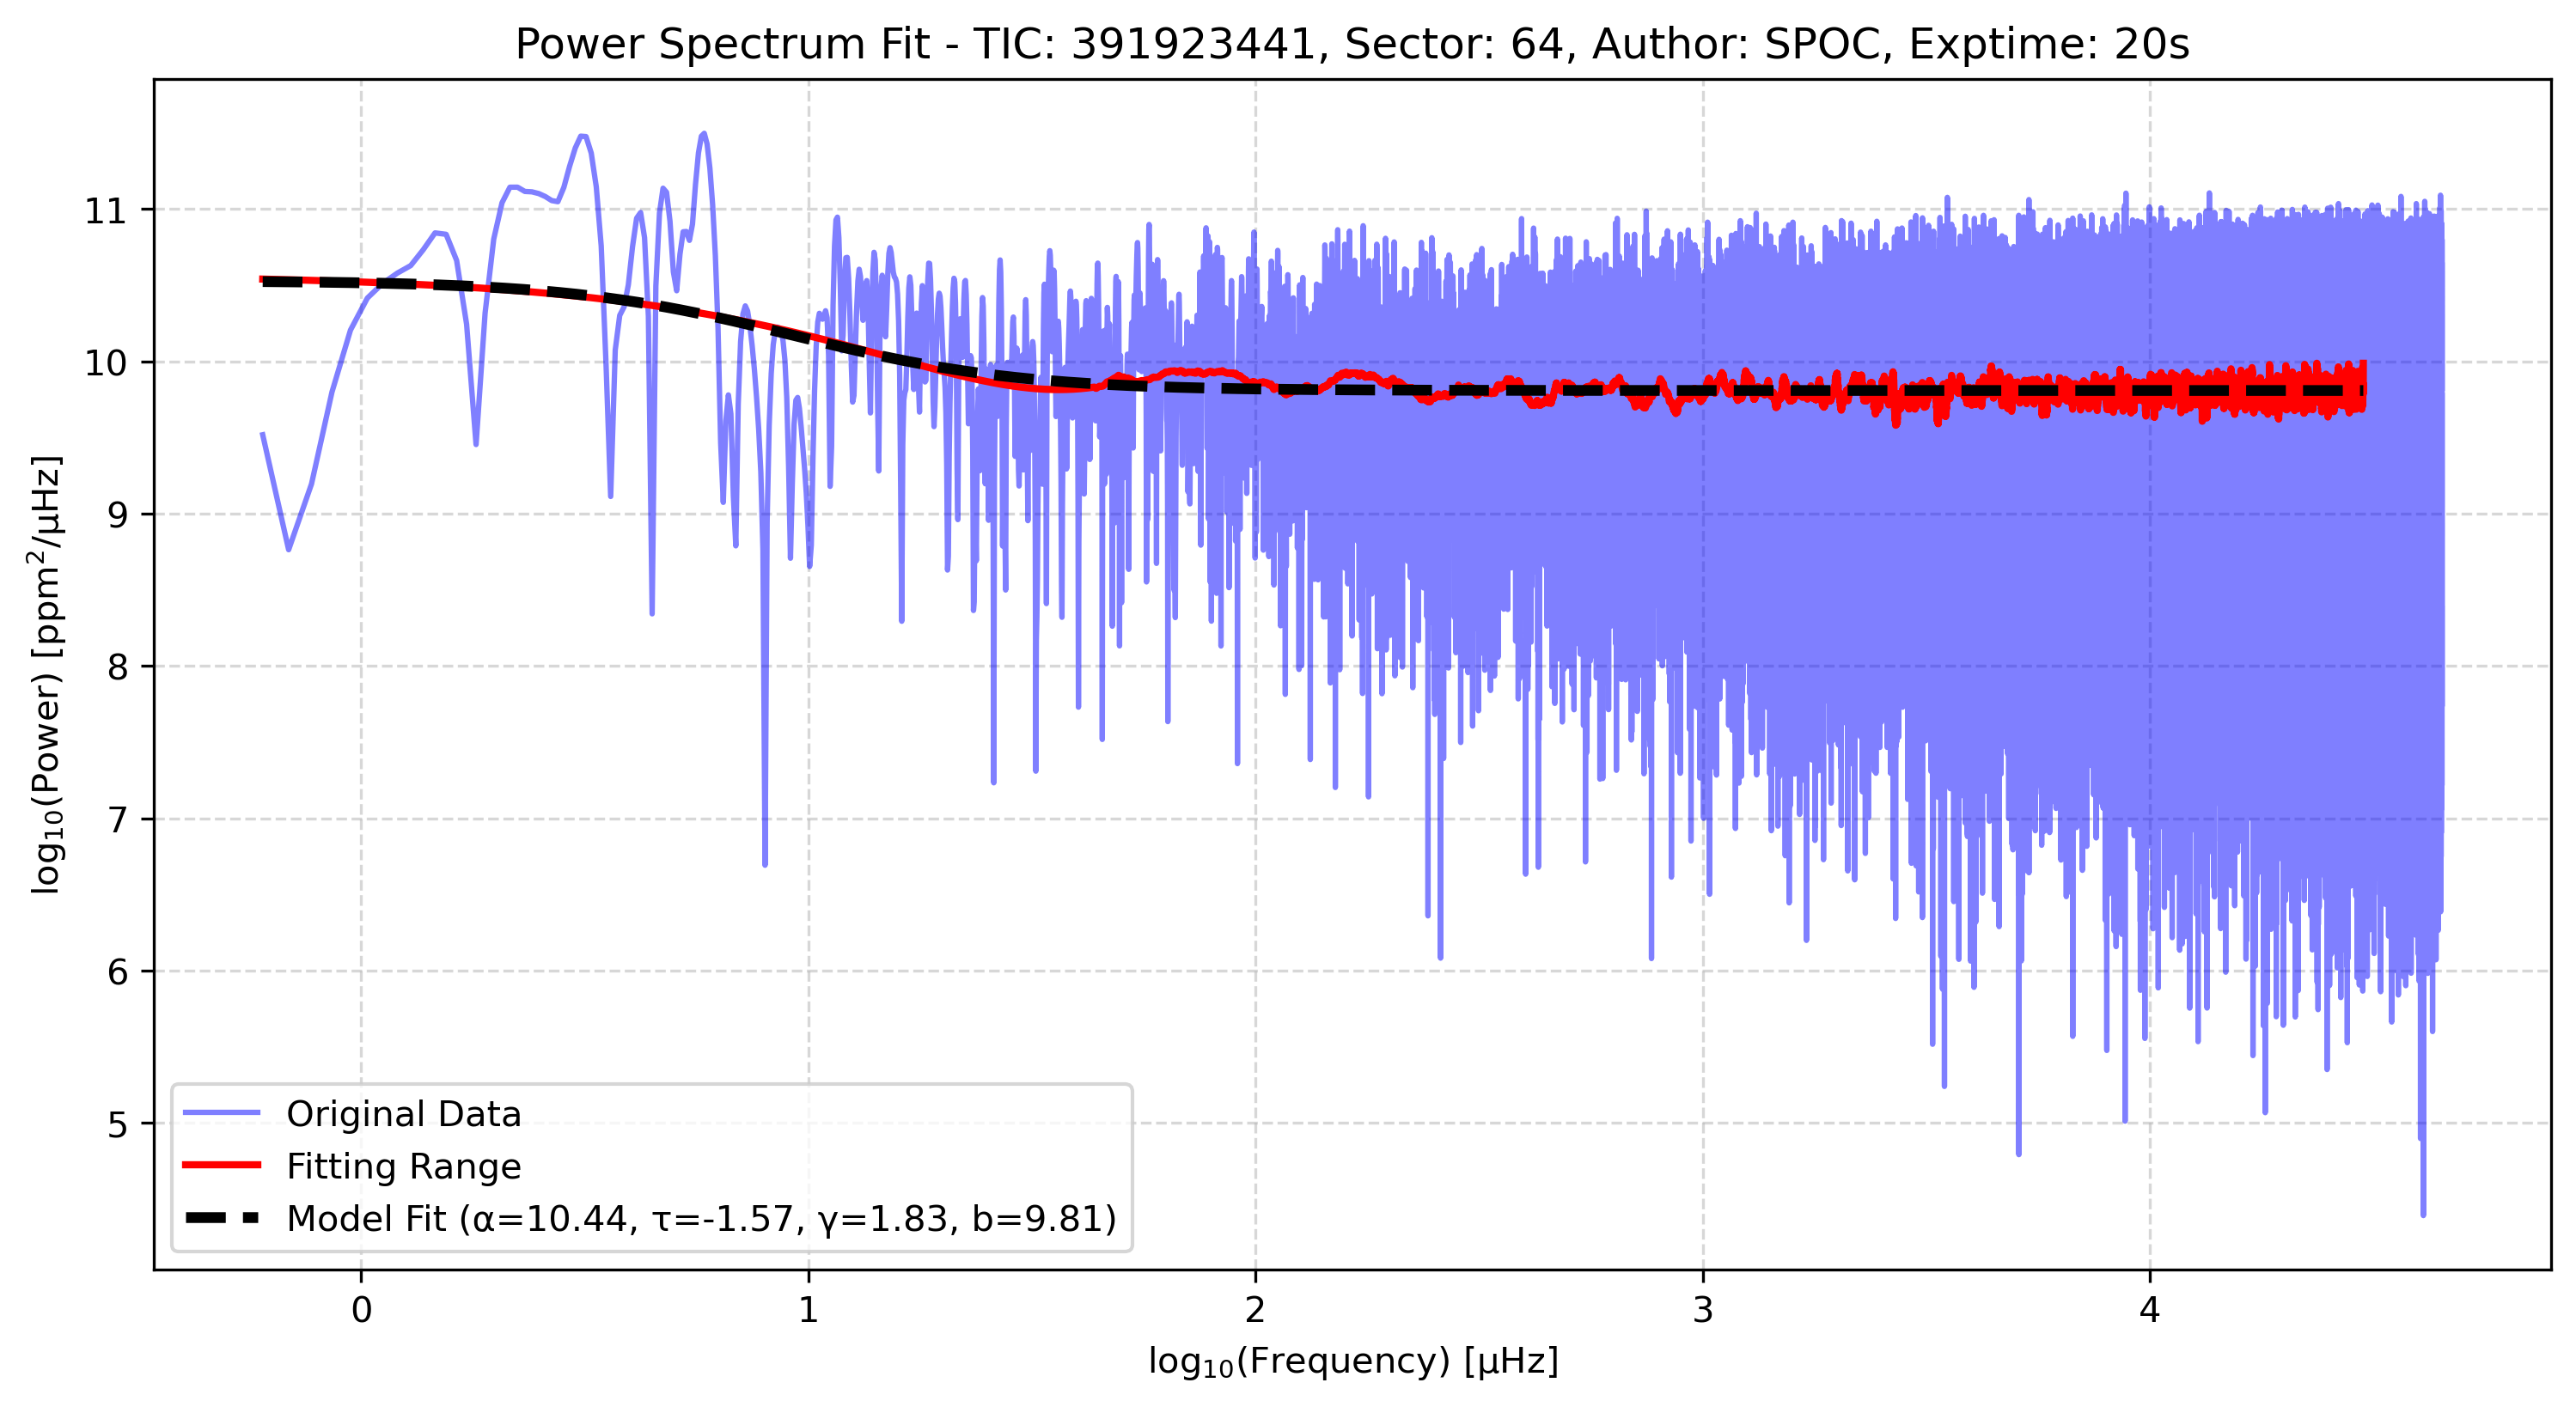 Power Spectrum Fit - TIC: 391923441, Sector: 64, Author: SPOC, Exptime: 20s
log₁₀(Power) [ppm²/μHz]
11
10
9
8
7
6
5
Original Data
Fitting Range
Model Fit (α=10.44, τ=-1.57, γ=1.83, b=9.81)
0 1 2 3 4
log₁₀(Frequency) [μHz]